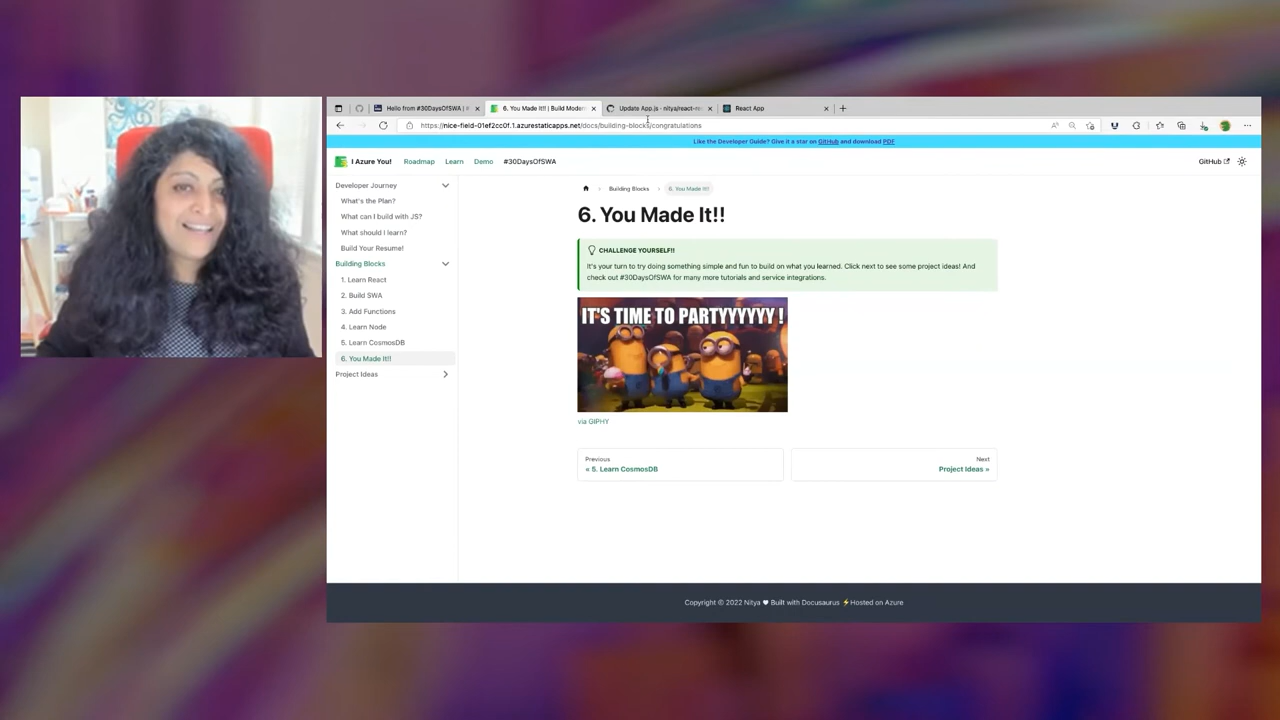 Hello from #30DaysOfSWA | #
6. You Made It!! | Build Moder
Update App.js · nitya/react-
React App
https://nice-field-01ef2cc0f.1.azurestaticapps.net/docs/building-blocks/congratulations
Like the Developer Guide? Give it a star on GitHub and download PDF
I Azure You!
Roadmap
Learn
Demo
#30DaysOfSWA
GitHub
Developer Journey
What's the Plan?
What can I build with JS?
What should I learn?
Build Your Resume!
Building Blocks
1. Learn React
2. Build SWA
3. Add Functions
4. Learn Node
5. Learn CosmosDB
6. You Made It!!
Project Ideas
Building Blocks
6. You Made It!!
6. You Made It!!
CHALLENGE YOURSELF!!
It's your turn to try doing something simple and fun to build on what you learned. Click next to see some project ideas! And
check out #30DaysOfSWA for many more tutorials and service integrations.
IT'S TIME TO PARTYYYYYY !
via GIPHY
Previous
« 5. Learn CosmosDB
Next
Project Ideas »
Copyright © 2022 Nitya ♥ Built with Docusaurus ⚡Hosted on Azure